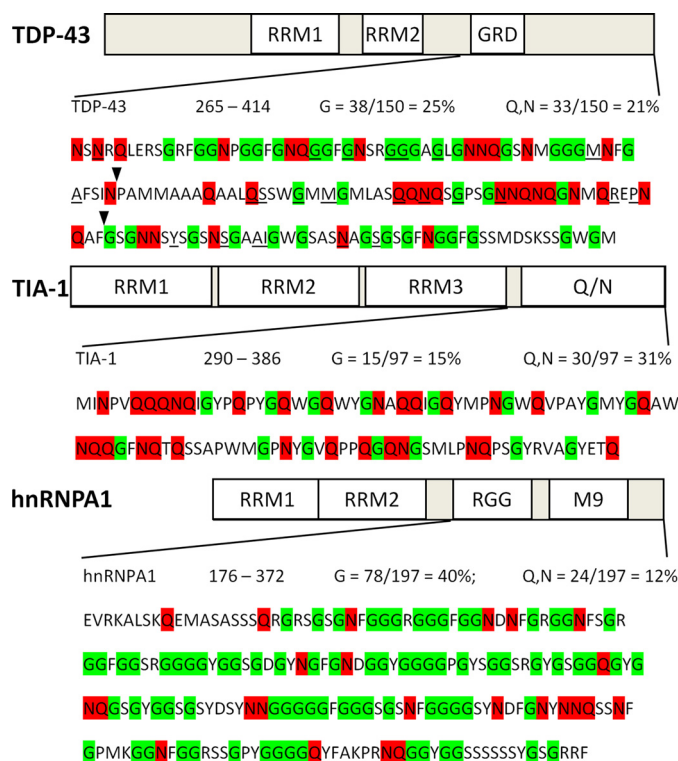 TDP-43 RRM1 RRM2 GRD
TDP-43 265 – 414 G = 38/150 = 25% Q,N = 33/150 = 21%
NSNRQLERSGRFGGNPGGFGNQGGFGNSRGGGAGLGNNQGSNMGGGMNFG
AFSINPAMMAAAQAALQSSWGMMGMLASQQNQSGPSGNNQNQGNMQREPN
QAFGSGNNSYSGSNSGAAIGWGSASNAGSGSGFNGGFGSSMDSKSSGWGM
TIA-1 RRM1 RRM2 RRM3 Q/N
TIA-1 290 – 386 G = 15/97 = 15% Q,N = 30/97 = 31%
MINPVQQQNQIGYPQPYGQWGQWYGNAQQIGQYMPNGWQVPAYGMYGQAW
NQQGFNQTQSSAPWMGPNYGVQPPQGQNGSMLPNQPSGYRVAGYETQ
hnRNPA1 RRM1 RRM2 RGG M9
hnRNPA1 176 – 372 G = 78/197 = 40%; Q,N = 24/197 = 12%
EVRKALSKQEMASASSSQRGRSGSGNFGGGRGGGFGGNDNFGRGGNFSGR
GGFGGSRGGGGYGGSGDGYNGFGNDGGYGGGGPGYSGGSRGYGSGGQGYG
NQGSGYGGSGSYDSYNNGGGGGFGGGSGSNFGGGGSYNDFGNYNNQSSNF
GPMKGGNFGGRSSGPYGGGGQYFAKPRNQGGYGGSSSSSSYGSGRRF